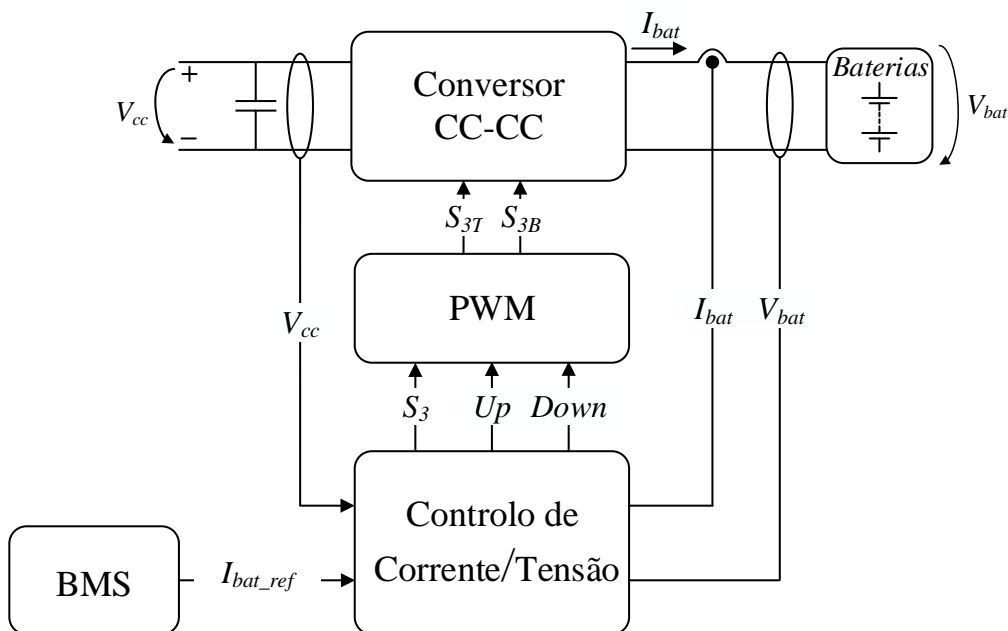 I_bat
+
V_cc
−
Conversor
CC-CC
Baterias
V_bat
S_3T
S_3B
V_cc
PWM
I_bat
V_bat
S_3
Up
Down
BMS
I_bat_ref
Controlo de
Corrente/Tensão